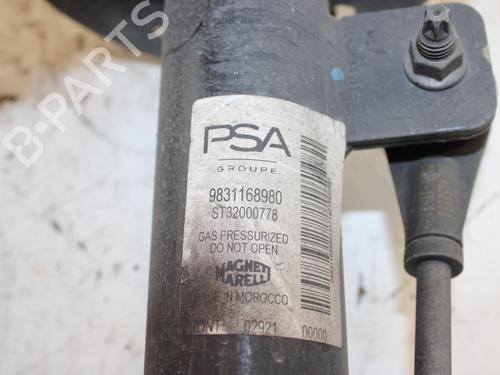 B-PARTS
PSA
GROUPE
9831168980
ST32000778
GAS PRESSURIZED
DO NOT OPEN
MAGNETI
MARELLI
MADE IN MOROCCO
02921 00000